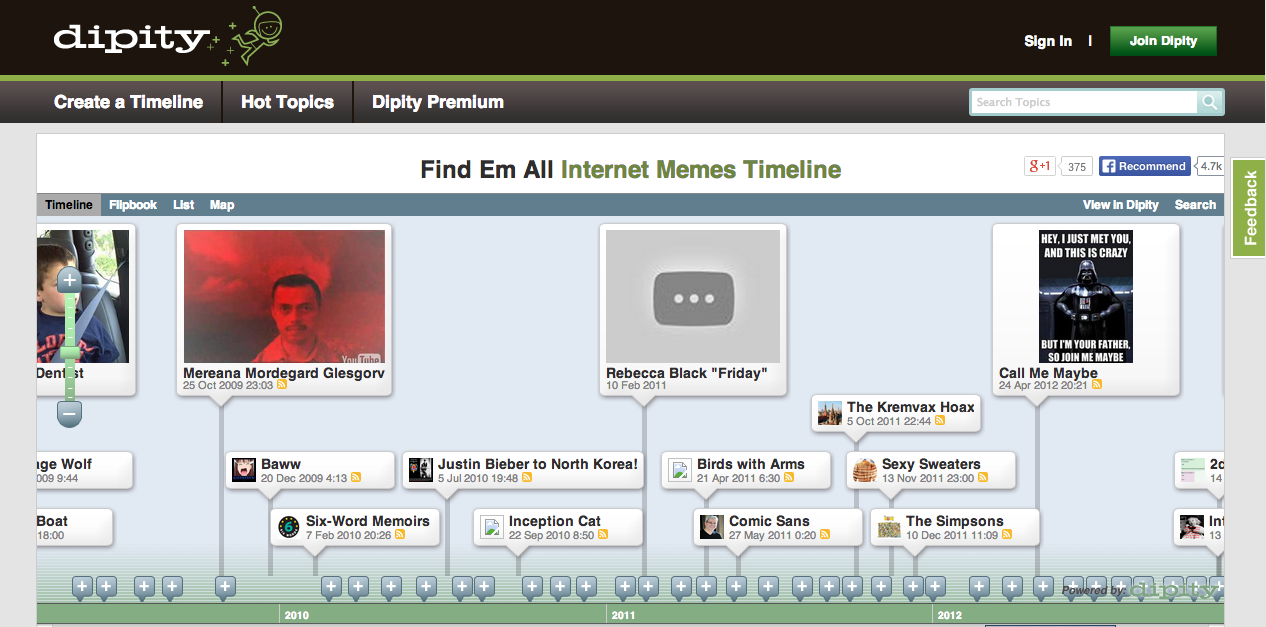 dipity
Sign In | Join Dipity
Create a Timeline
Hot Topics
Dipity Premium
Search Topics
Find Em All Internet Memes Timeline
+1 375
Recommend 4.7k
Feedback
Timeline Flipbook List Map
View in Dipity Search
YouTube
HEY, I JUST MET YOU,
AND THIS IS CRAZY
BUT I'M YOUR FATHER,
SO JOIN ME MAYBE
Mereana Mordegard Glesgorv
25 Oct 2009 23:03
Rebecca Black "Friday"
10 Feb 2011
Call Me Maybe
24 Apr 2012 20:21
The Kremvax Hoax
5 Oct 2011 22:44
age Wolf
009 9:44
Baww
20 Dec 2009 4:13
Justin Bieber to North Korea!
5 Jul 2010 19:48
Birds with Arms
21 Apr 2011 6:30
Sexy Sweaters
13 Nov 2011 23:00
14
Boat
18:00
6
Six-Word Memoirs
7 Feb 2010 20:26
Inception Cat
22 Sep 2010 8:50
Comic Sans
27 May 2011 0:20
The Simpsons
10 Dec 2011 11:09
13
Powered by: dipity
2010
2011
2012